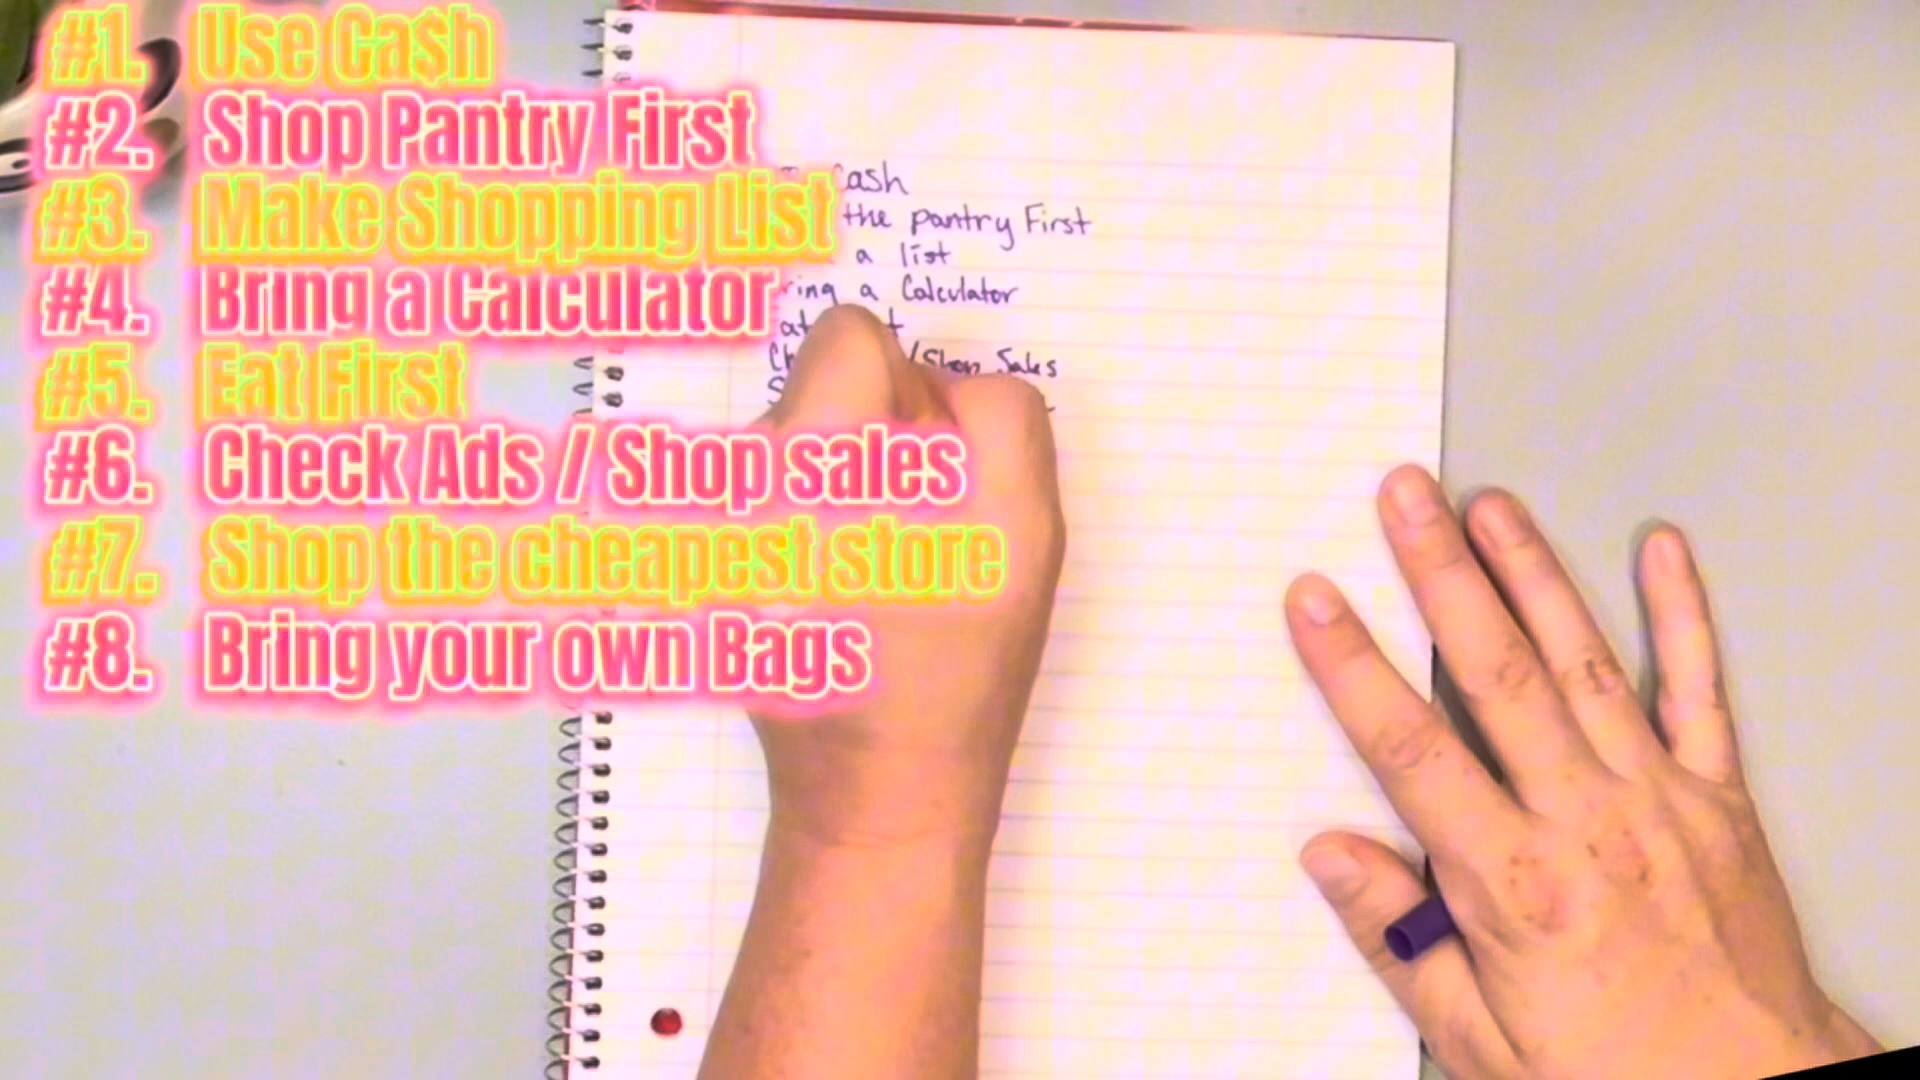 #1. Use Ca$h
#2. Shop Pantry First
#3. Make Shopping List
#4. Bring a Calculator
#5. Eat First
#6. Check Ads / Shop sales
#7. Shop the cheapest store
#8. Bring your own Bags
Cash
the pantry First
a list
a Calculator
/Shop Sales